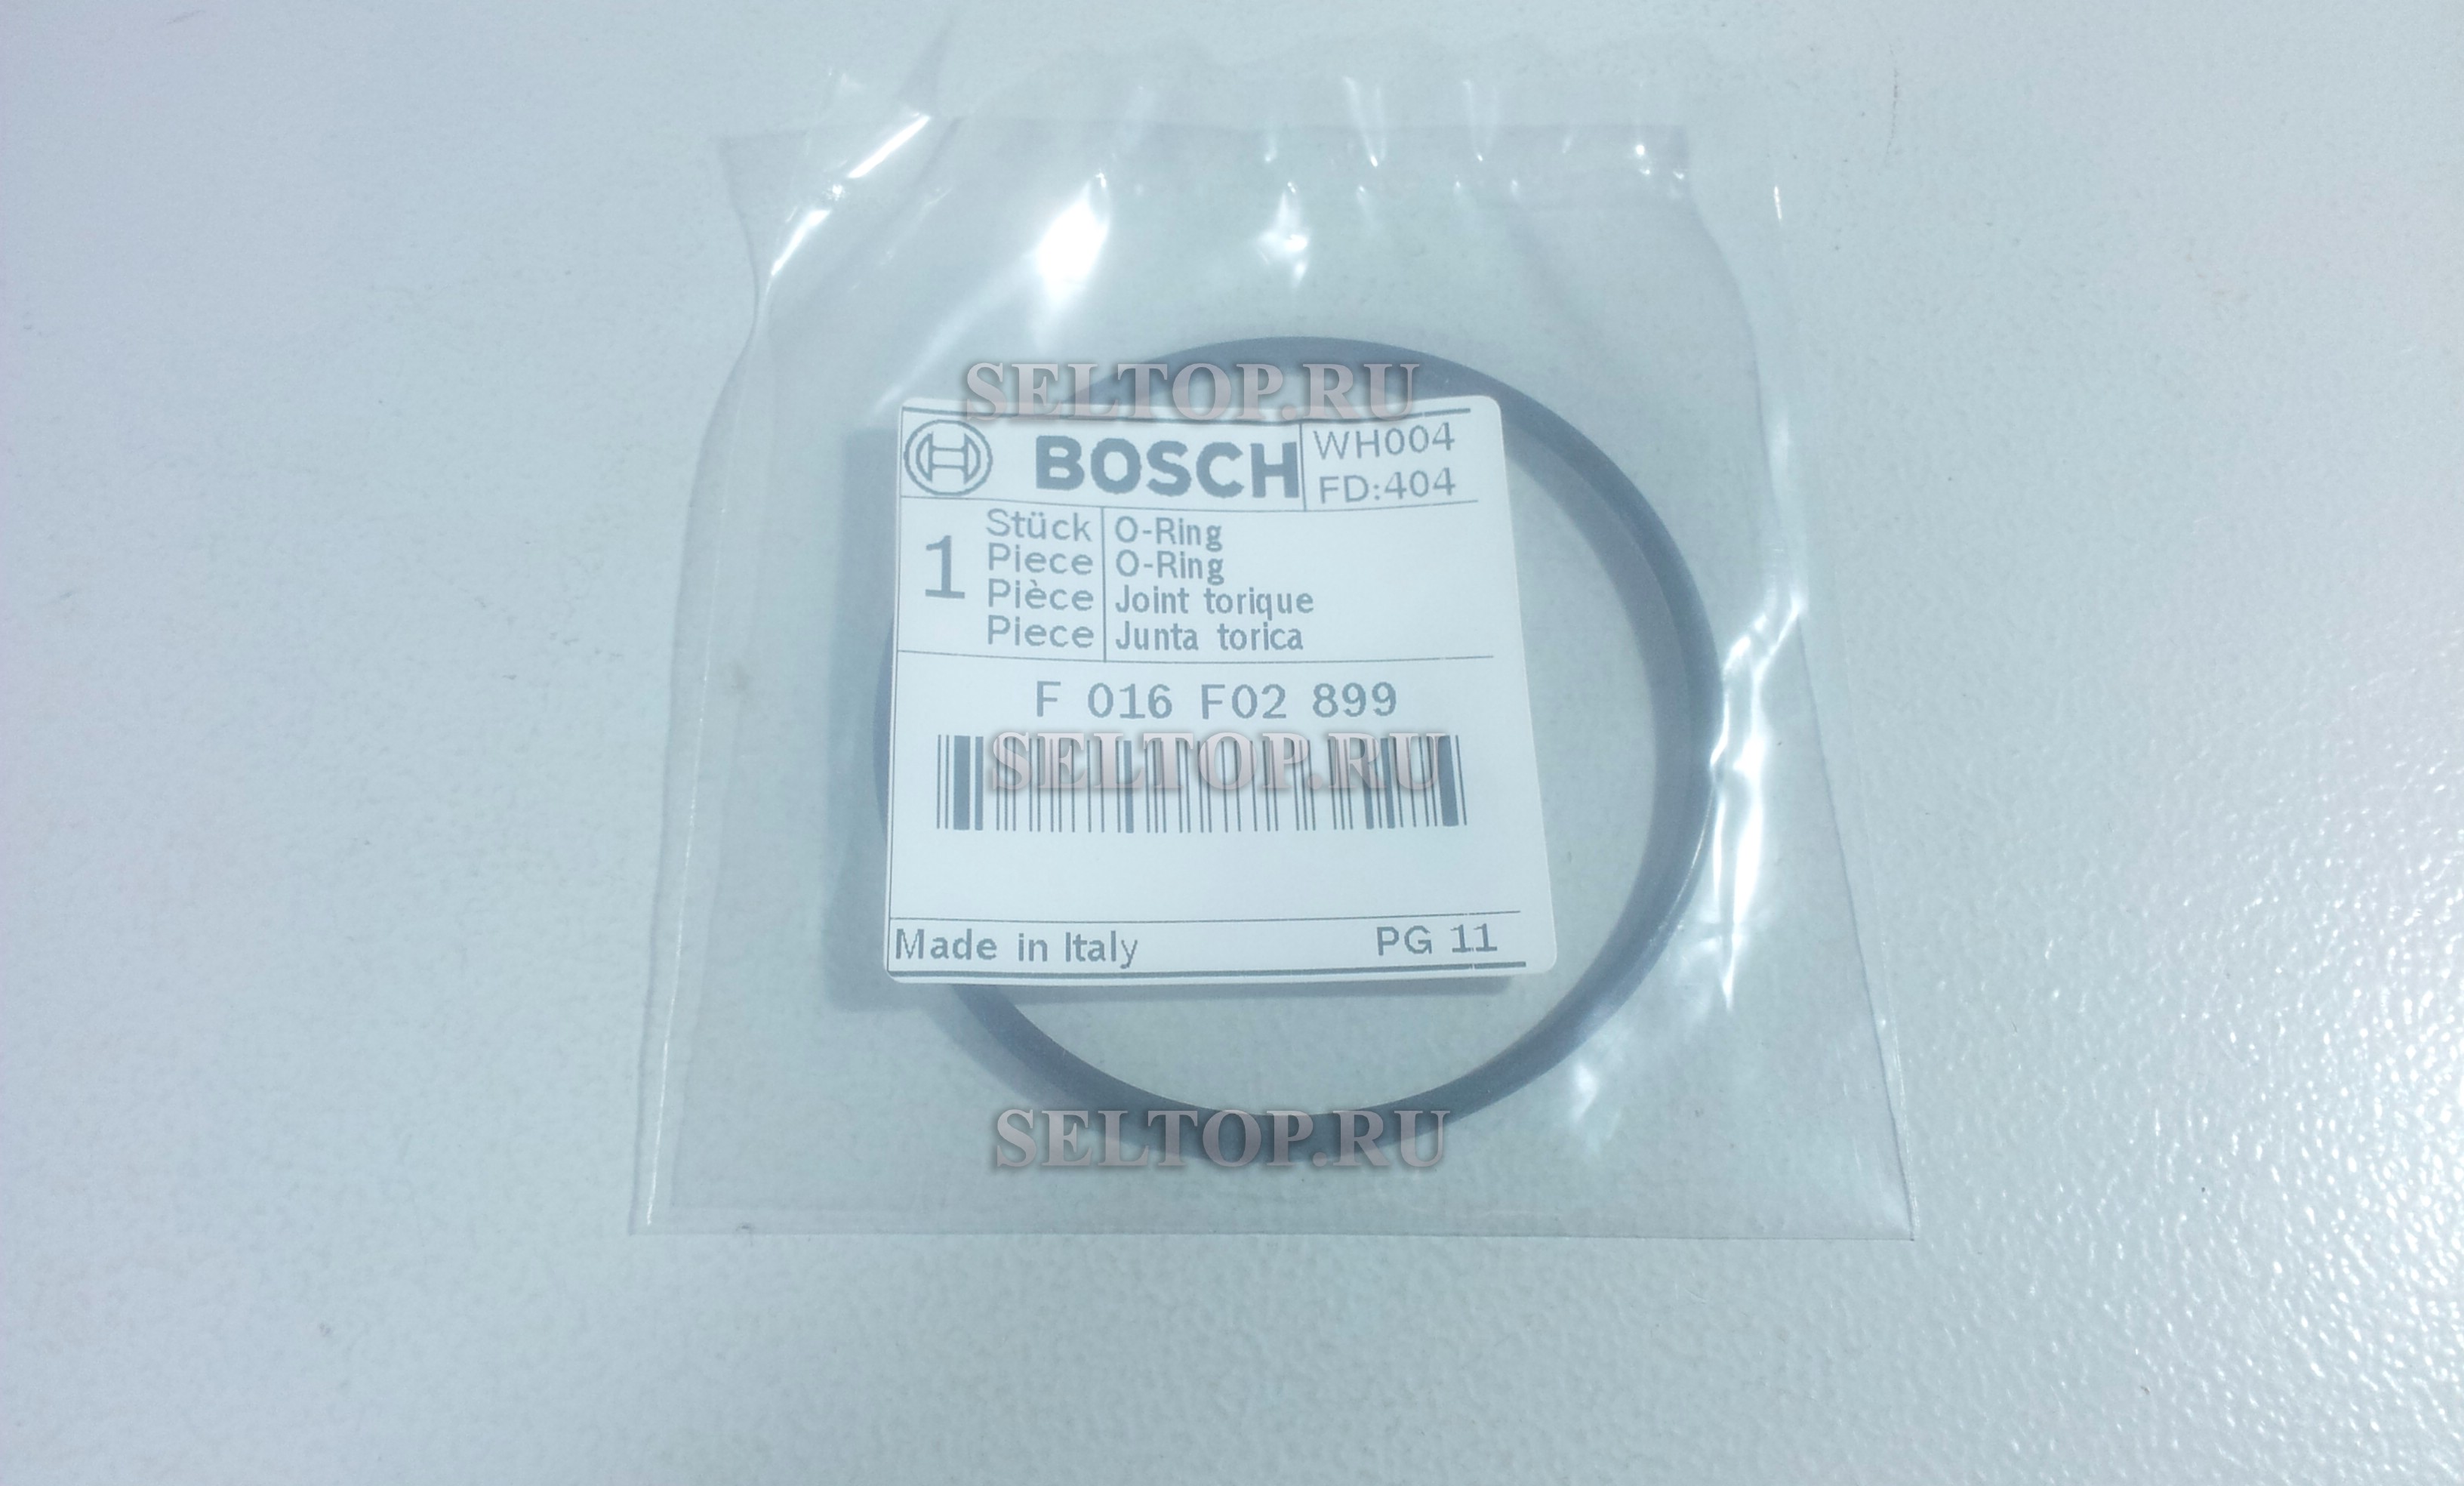 SELTOP.RU
BOSCH
WH004
FD:404
1
Stück O-Ring
Piece O-Ring
Pièce Joint torique
Piece Junta torica
F 016 F02 899
SELTOP.RU
Made in Italy PG 11
SELTOP.RU